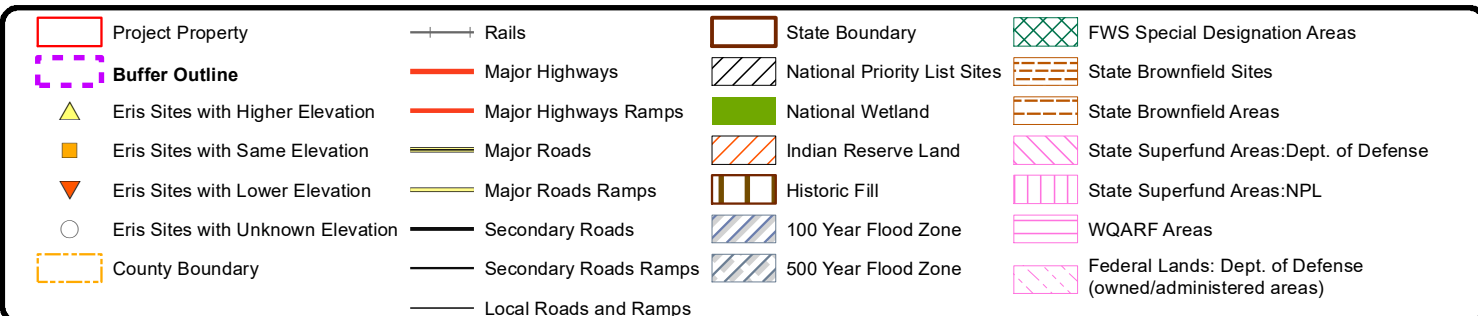 Project Property
Buffer Outline
Eris Sites with Higher Elevation
Eris Sites with Same Elevation
Eris Sites with Lower Elevation
Eris Sites with Unknown Elevation
County Boundary
Rails
Major Highways
Major Highways Ramps
Major Roads
Major Roads Ramps
Secondary Roads
Secondary Roads Ramps
Local Roads and Ramps
State Boundary
National Priority List Sites
National Wetland
Indian Reserve Land
Historic Fill
100 Year Flood Zone
500 Year Flood Zone
FWS Special Designation Areas
State Brownfield Sites
State Brownfield Areas
State Superfund Areas:Dept. of Defense
State Superfund Areas:NPL
WQARF Areas
Federal Lands: Dept. of Defense
(owned/administered areas)